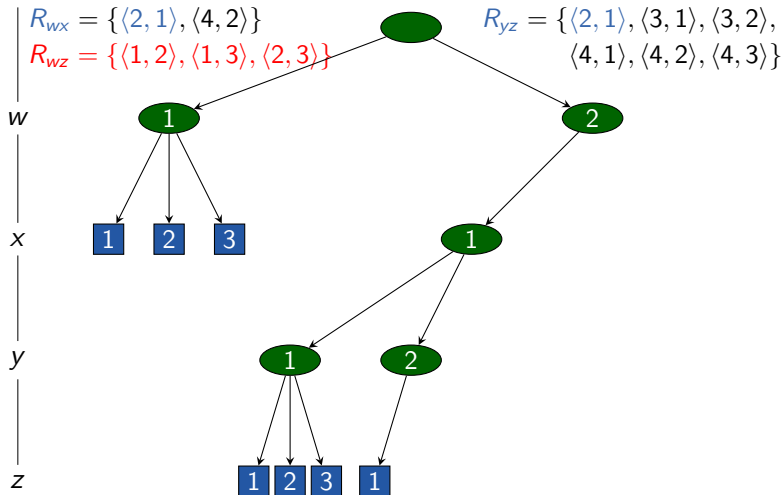 R_wx = {⟨2, 1⟩, ⟨4, 2⟩}
R_wz = {⟨1, 2⟩, ⟨1, 3⟩, ⟨2, 3⟩}
R_yz = {⟨2, 1⟩, ⟨3, 1⟩, ⟨3, 2⟩,
⟨4, 1⟩, ⟨4, 2⟩, ⟨4, 3⟩}
w 1 2
x 1 2 3 1
y 1 2
z 1 2 3 1